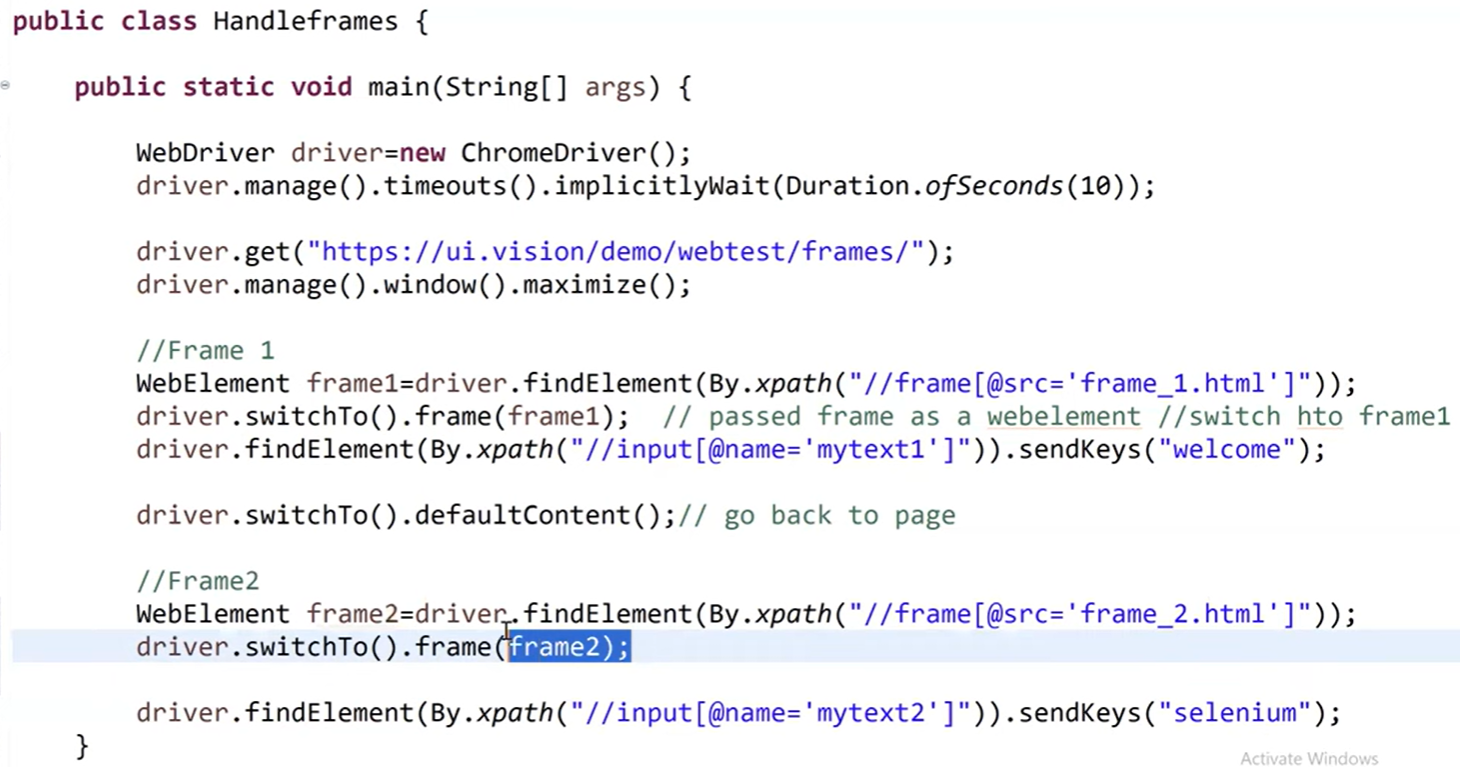 public class Handleframes {
public static void main(String[] args) {
WebDriver driver=new ChromeDriver();
driver.manage().timeouts().implicitlyWait(Duration.ofSeconds(10));
driver.get("https://ui.vision/demo/webtest/frames/");
driver.manage().window().maximize();
//Frame 1
WebElement frame1=driver.findElement(By.xpath("//frame[@src='frame_1.html']"));
driver.switchTo().frame(frame1);  // passed frame as a webelement //switch hto frame1
driver.findElement(By.xpath("//input[@name='mytext1']")).sendKeys("welcome");
driver.switchTo().defaultContent();// go back to page
//Frame2
WebElement frame2=driver.findElement(By.xpath("//frame[@src='frame_2.html']"));
driver.switchTo().frame(frame2);
driver.findElement(By.xpath("//input[@name='mytext2']")).sendKeys("selenium");
}
Activate Windows